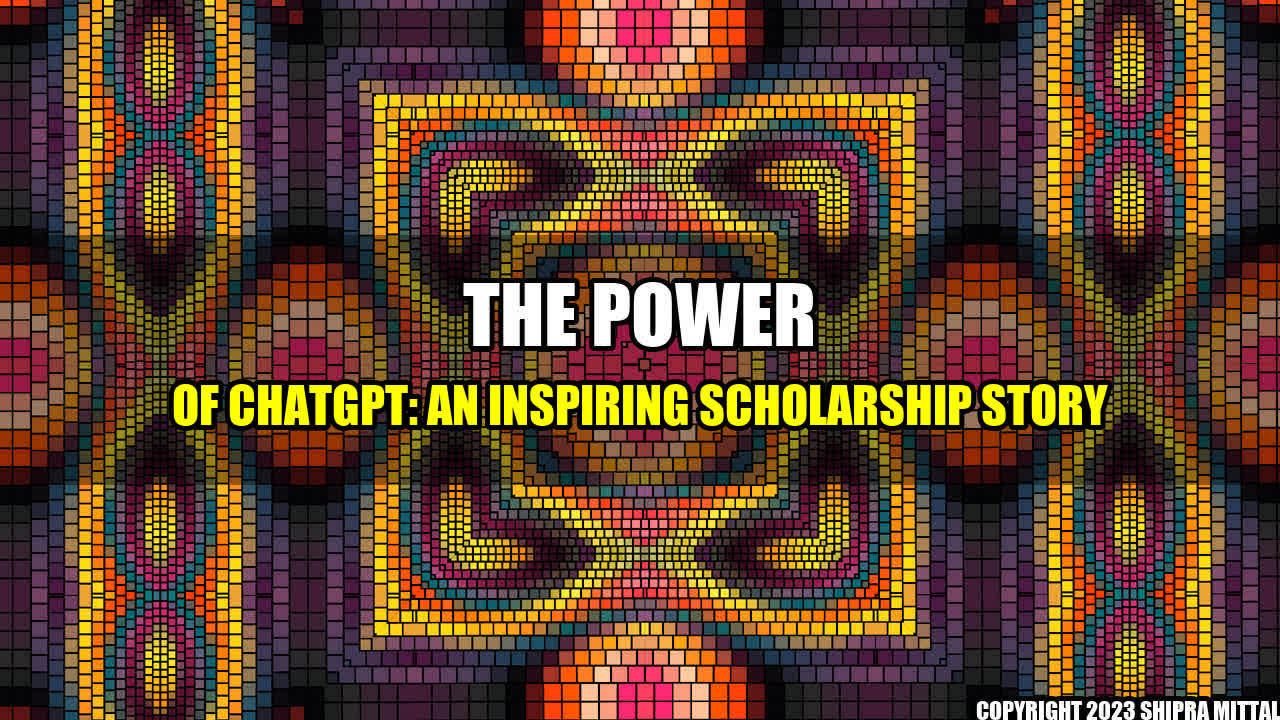 THE POWER
OF CHATGPT: AN INSPIRING SCHOLARSHIP STORY
COPYRIGHT 2023 SHIPRA MITTAL